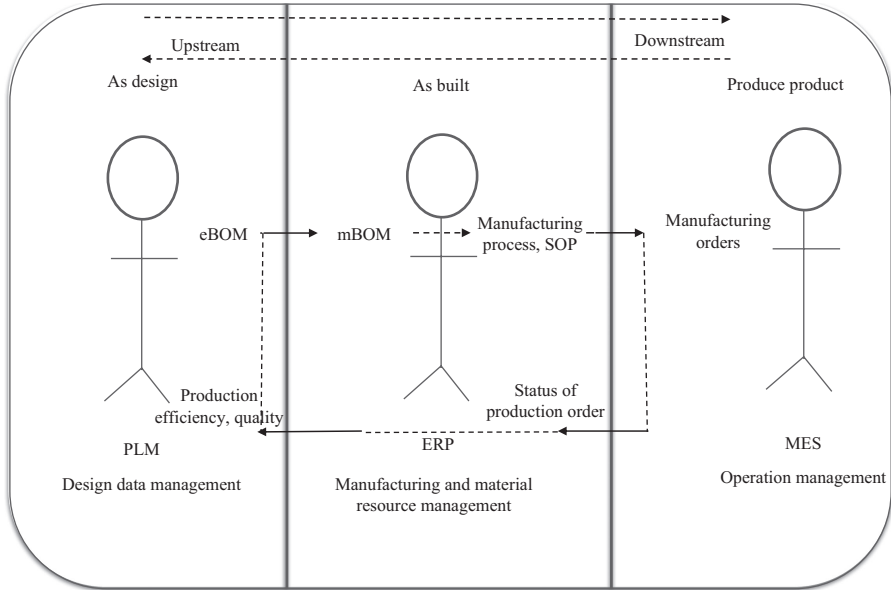 Upstream
Downstream
As design
As built
Produce product
eBOM
mBOM
Manufacturing
process, SOP
Manufacturing
orders
Production
efficiency, quality
Status of
production order
PLM
ERP
MES
Design data management
Manufacturing and material
resource management
Operation management